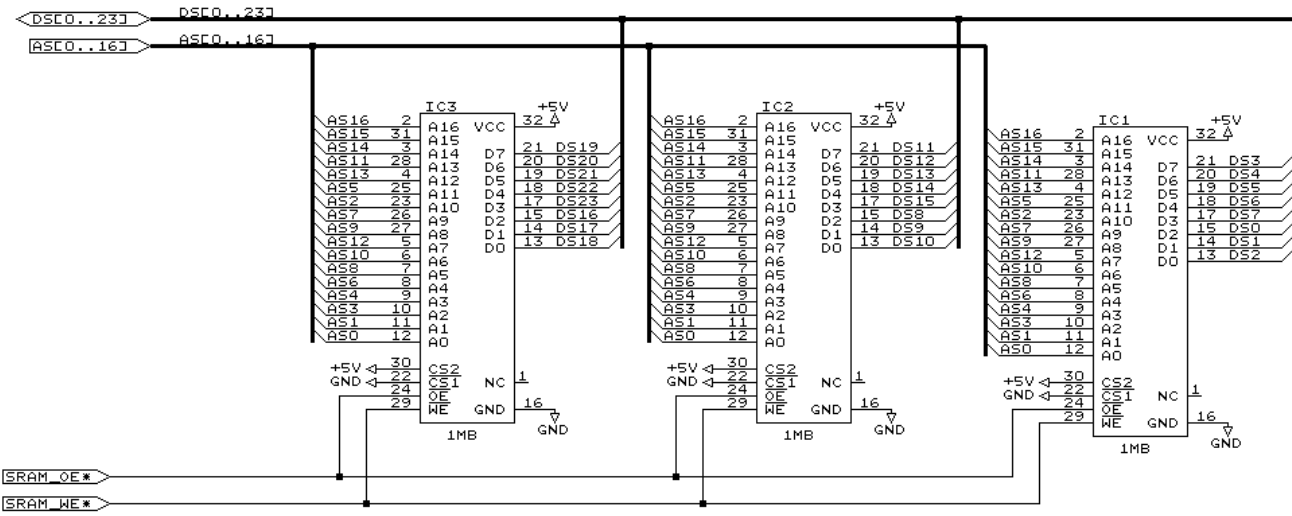 DS[0..23] DS[0..23]
AS[0..16] AS[0..16]
IC3
+5V
AS16 2 A16 VCC 32
AS15 31 A15
AS14 3 A14 D7 21 DS19
AS11 28 A13 D6 20 DS20
AS13 4 A12 D5 19 DS21
AS5 25 A11 D4 18 DS22
AS2 23 A10 D3 17 DS23
AS7 26 A9 D2 15 DS16
AS9 27 A8 D1 14 DS17
AS12 5 A7 D0 13 DS18
AS10 6 A6
AS8 7 A5
AS6 8 A4
AS4 9 A3
AS3 10 A2
AS1 11 A1
AS0 12 A0
+5V 30 CS2
GND 22 CS1 NC 1
24 OE
29 WE GND 16
GND
1MB
IC2
+5V
AS16 2 A16 VCC 32
AS15 31 A15
AS14 3 A14 D7 21 DS11
AS11 28 A13 D6 20 DS12
AS13 4 A12 D5 19 DS13
AS5 25 A11 D4 18 DS14
AS2 23 A10 D3 17 DS15
AS7 26 A9 D2 15 DS8
AS9 27 A8 D1 14 DS9
AS12 5 A7 D0 13 DS10
AS10 6 A6
AS8 7 A5
AS6 8 A4
AS4 9 A3
AS3 10 A2
AS1 11 A1
AS0 12 A0
+5V 30 CS2
GND 22 CS1 NC 1
24 OE
29 WE GND 16
GND
1MB
IC1
+5V
AS16 2 A16 VCC 32
AS15 31 A15
AS14 3 A14 D7 21 DS3
AS11 28 A13 D6 20 DS4
AS13 4 A12 D5 19 DS5
AS5 25 A11 D4 18 DS6
AS2 23 A10 D3 17 DS7
AS7 26 A9 D2 15 DS0
AS9 27 A8 D1 14 DS1
AS12 5 A7 D0 13 DS2
AS10 6 A6
AS8 7 A5
AS6 8 A4
AS4 9 A3
AS3 10 A2
AS1 11 A1
AS0 12 A0
+5V 30 CS2
GND 22 CS1 NC 1
24 OE
29 WE GND 16
GND
1MB
SRAM_OE*
SRAM_WE*